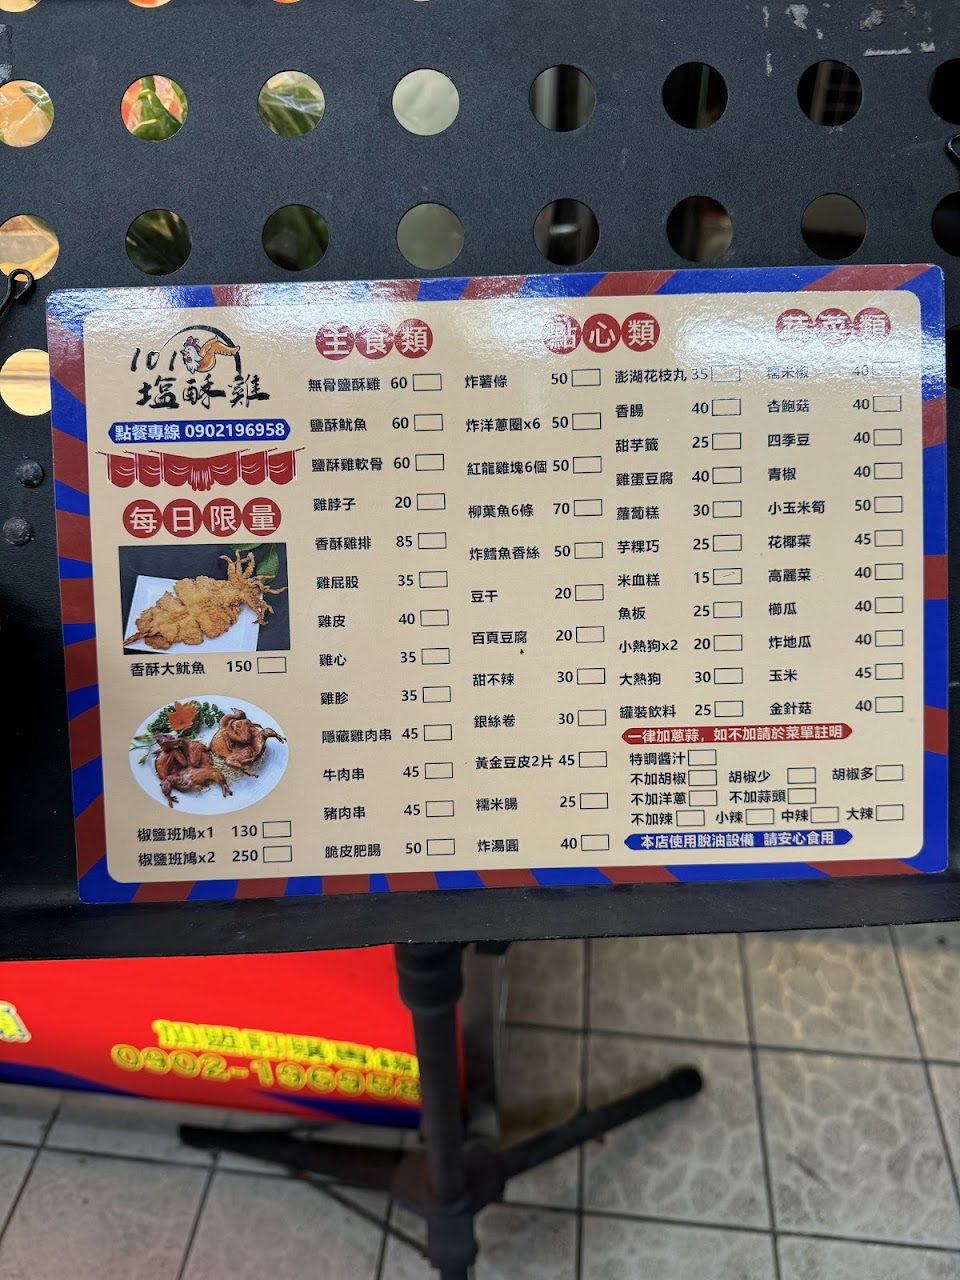 101
塩酥雞
點餐專線 0902196958
每日限量
香酥大魷魚 150
椒鹽班鳩x1 130
椒鹽班鳩x2 250
主食類
無骨鹽酥雞 60
鹽酥魷魚 60
鹽酥雞軟骨 60
雞脖子 20
香酥雞排 85
雞屁股 35
雞皮 40
雞心 35
雞胗 35
隱藏雞肉串 45
牛肉串 45
豬肉串 45
脆皮肥腸 50
點心類
炸薯條 50
炸洋蔥圈x6 50
紅龍雞塊6個 50
柳葉魚6條 70
炸鱈魚香絲 50
豆干 20
百頁豆腐 20
甜不辣 30
銀絲卷 30
黃金豆皮2片 45
糯米腸 25
炸湯圓 40
澎湖花枝丸 35
香腸 40
甜芋籤 25
雞蛋豆腐 40
蘿蔔糕 30
芋粿巧 25
米血糕 15
魚板 25
小熱狗x2 20
大熱狗 30
罐裝飲料 25
蔬菜類
糯米椒 40
杏鮑菇 40
四季豆 40
青椒 40
小玉米筍 50
花椰菜 45
高麗菜 40
櫛瓜 40
炸地瓜 40
玉米 45
金針菇 40
一律加蔥蒜，如不加請於菜單註明
特調醬汁
不加胡椒 胡椒少 胡椒多
不加洋蔥 不加蒜頭
不加辣 小辣 中辣 大辣
本店使用脫油設備 請安心食用